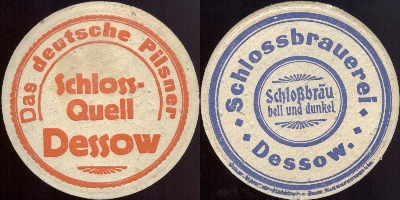 Das deutsche Pilsner
Schloss-
Quell
Dessow
Schlossbrauerei
Schloßbräu
hell und dunkel
Dessow.